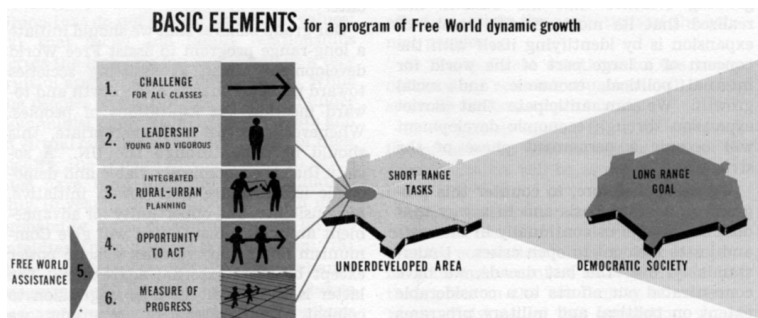 BASIC ELEMENTS for a program of Free World dynamic growth
1. CHALLENGE
FOR ALL CLASSES
2. LEADERSHIP
YOUNG AND VIGOROUS
3. INTEGRATED
RURAL-URBAN
PLANNING
4. OPPORTUNITY
TO ACT
FREE WORLD
ASSISTANCE
5.
6. MEASURE OF
PROGRESS
SHORT RANGE
TASKS
UNDERDEVELOPED AREA
LONG RANGE
GOAL
DEMOCRATIC SOCIETY